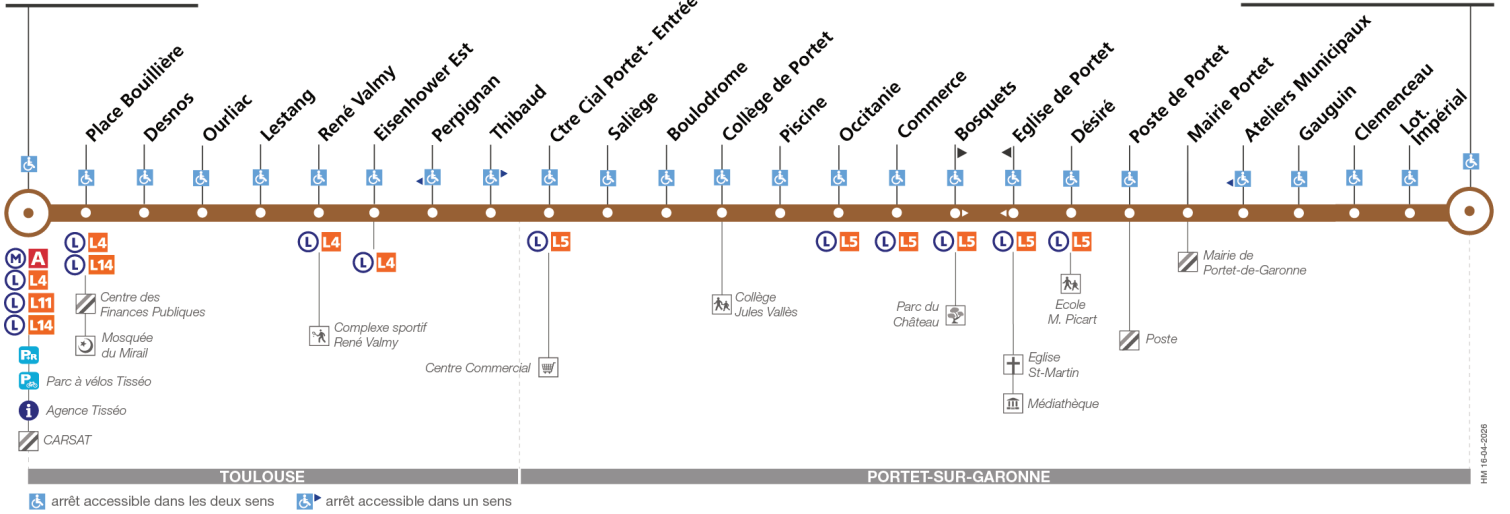 Place Bouillière
Desnos
Ourliac
Lestang
René Valmy
Eisenhower Est
Perpignan
Thibaud
Ctre Cial Portet - Entrée
Saliège
Boulodrome
Collège de Portet
Piscine
Occitanie
Commerce
Bosquets
Eglise de Portet
Désiré
Poste de Portet
Mairie Portet
Ateliers Municipaux
Gauguin
Clemenceau
Lot.
Impérial
M A
L L4
L L11
L L14
P+R
P
Parc à vélos Tisséo
i
Agence Tisséo
CARSAT
L L4
L L14
Centre des
Finances Publiques
Mosquée
du Mirail
L L4
Complexe sportif
René Valmy
L L4
L L5
Centre Commercial
Collège
Jules Vallès
L L5
L L5
L L5
Parc du
Château
L L5
Eglise
St-Martin
Médiathèque
L L5
Ecole
M. Picart
Poste
Mairie de
Portet-de-Garonne
TOULOUSE
PORTET-SUR-GARONNE
HM 16-04-2026
arrêt accessible dans les deux sens
arrêt accessible dans un sens